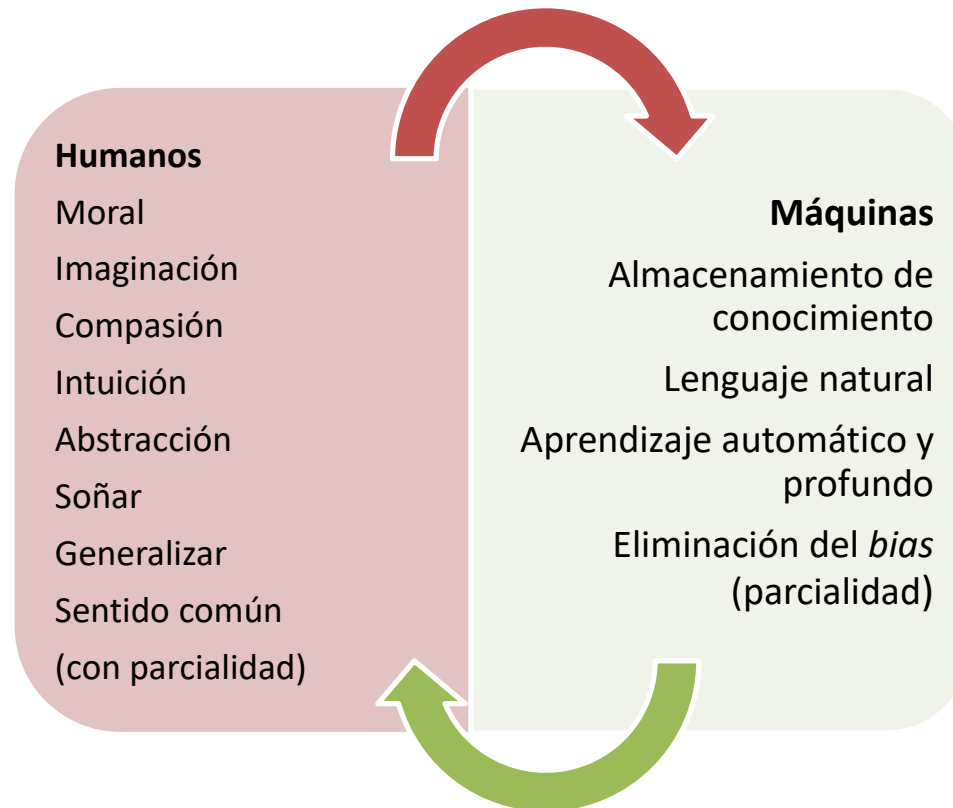 Humanos
Moral
Imaginación
Compasión
Intuición
Abstracción
Soñar
Generalizar
Sentido común
(con parcialidad)
Máquinas
Almacenamiento de
conocimiento
Lenguaje natural
Aprendizaje automático y
profundo
Eliminación del bias
(parcialidad)